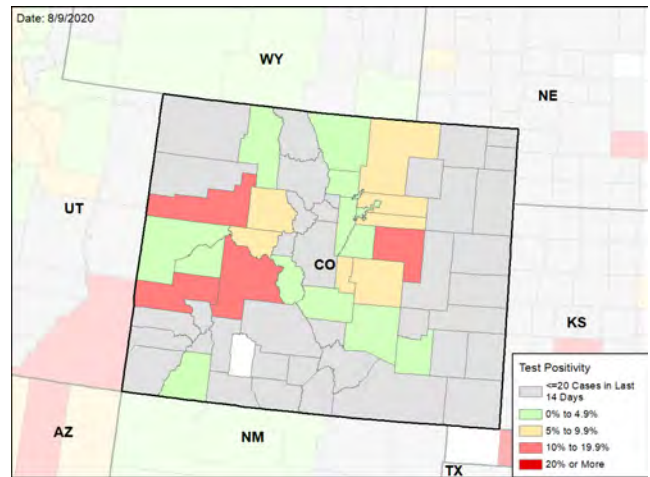 Date: 8/9/2020
WY
NE
UT
CO
KS
AZ
NM
TX
Test Positivity
<=20 Cases in Last
14 Days
0% to 4.9%
5% to 9.9%
10% to 19.9%
20% or More